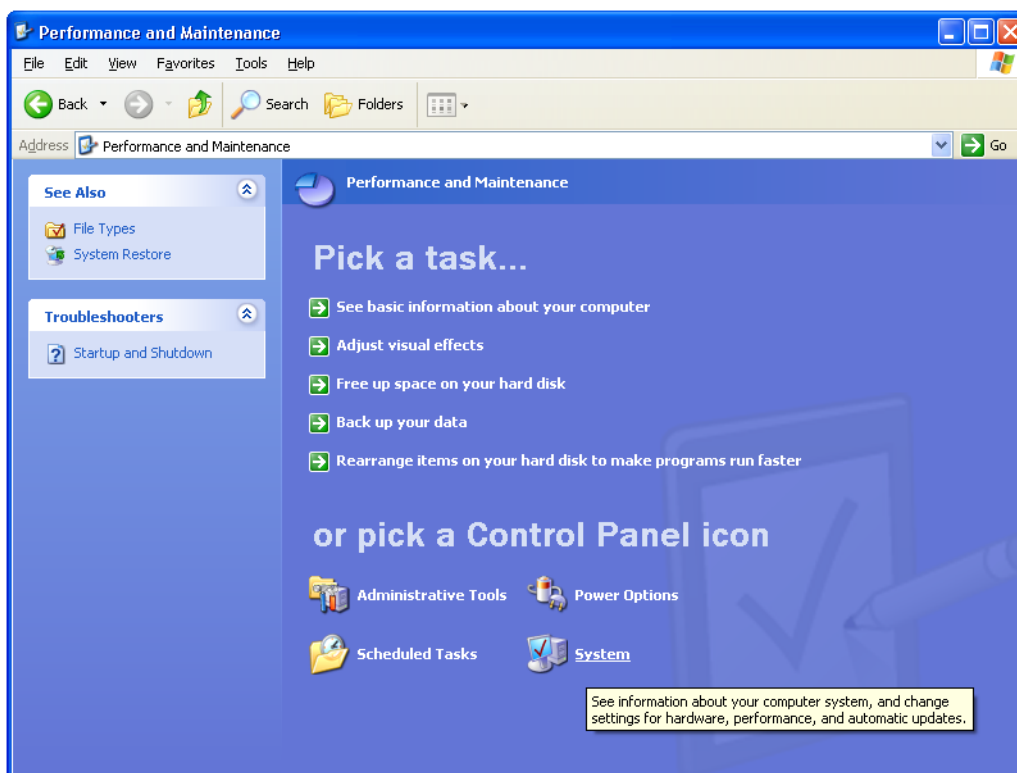 Performance and Maintenance
File Edit View Favorites Tools Help
Back Search Folders
Address Performance and Maintenance Go
See Also
File Types
System Restore
Troubleshooters
Startup and Shutdown
Performance and Maintenance
Pick a task...
See basic information about your computer
Adjust visual effects
Free up space on your hard disk
Back up your data
Rearrange items on your hard disk to make programs run faster
or pick a Control Panel icon
Administrative Tools Power Options
Scheduled Tasks System
See information about your computer system, and change
settings for hardware, performance, and automatic updates.